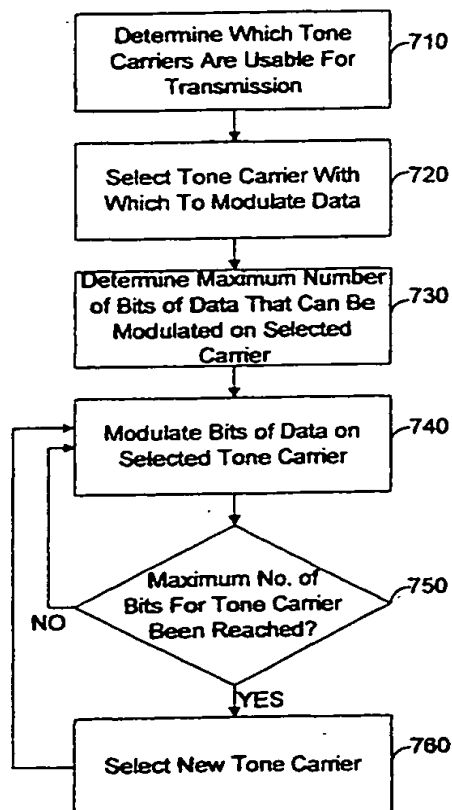 Determine Which Tone
Carriers Are Usable For
Transmission
710
Select Tone Carrier With
Which To Modulate Data
720
Determine Maximum Number
of Bits of Data That Can Be
Modulated on Selected
Carrier
730
Modulate Bits of Data on
Selected Tone Carrier
740
Maximum No. of
Bits For Tone Carrier
Been Reached?
750
NO
YES
Select New Tone Carrier
760